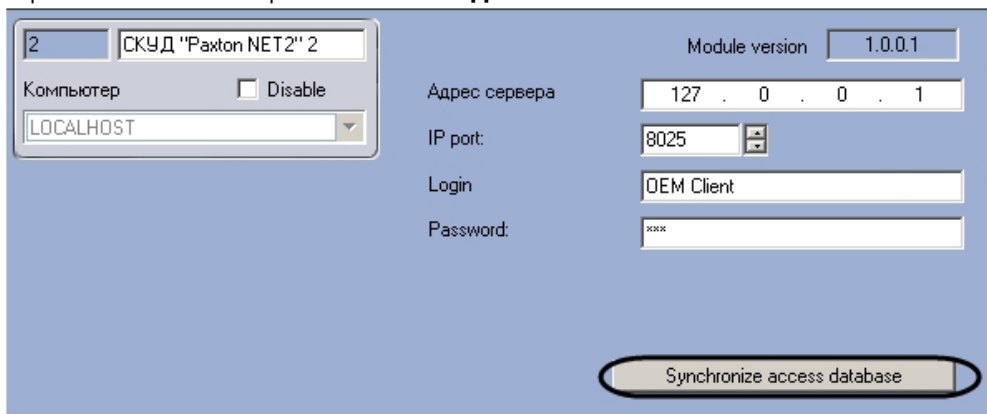 2 СКУД "Paxton NET2" 2
Module version 1.0.0.1
Компьютер Disable
LOCALHOST
Адрес сервера 127 . 0 . 0 . 1
IP port: 8025
Login OEM Client
Password: ***
Synchronize access database